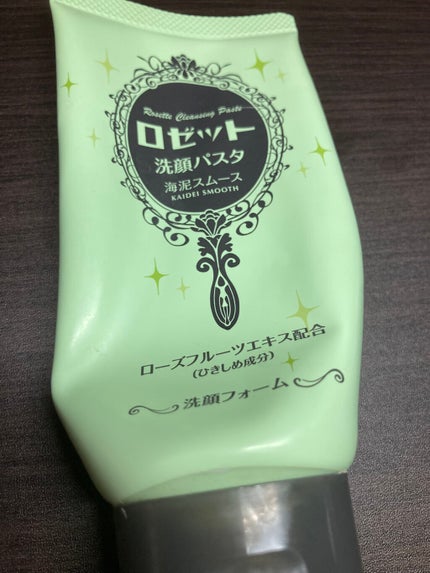 Rosette Cleansing Paste
ロゼット
洗顔パスタ
海泥スムース
KAIDEI SMOOTH
ローズフルーツエキス配合
(ひきしめ成分)
洗顔フォーム